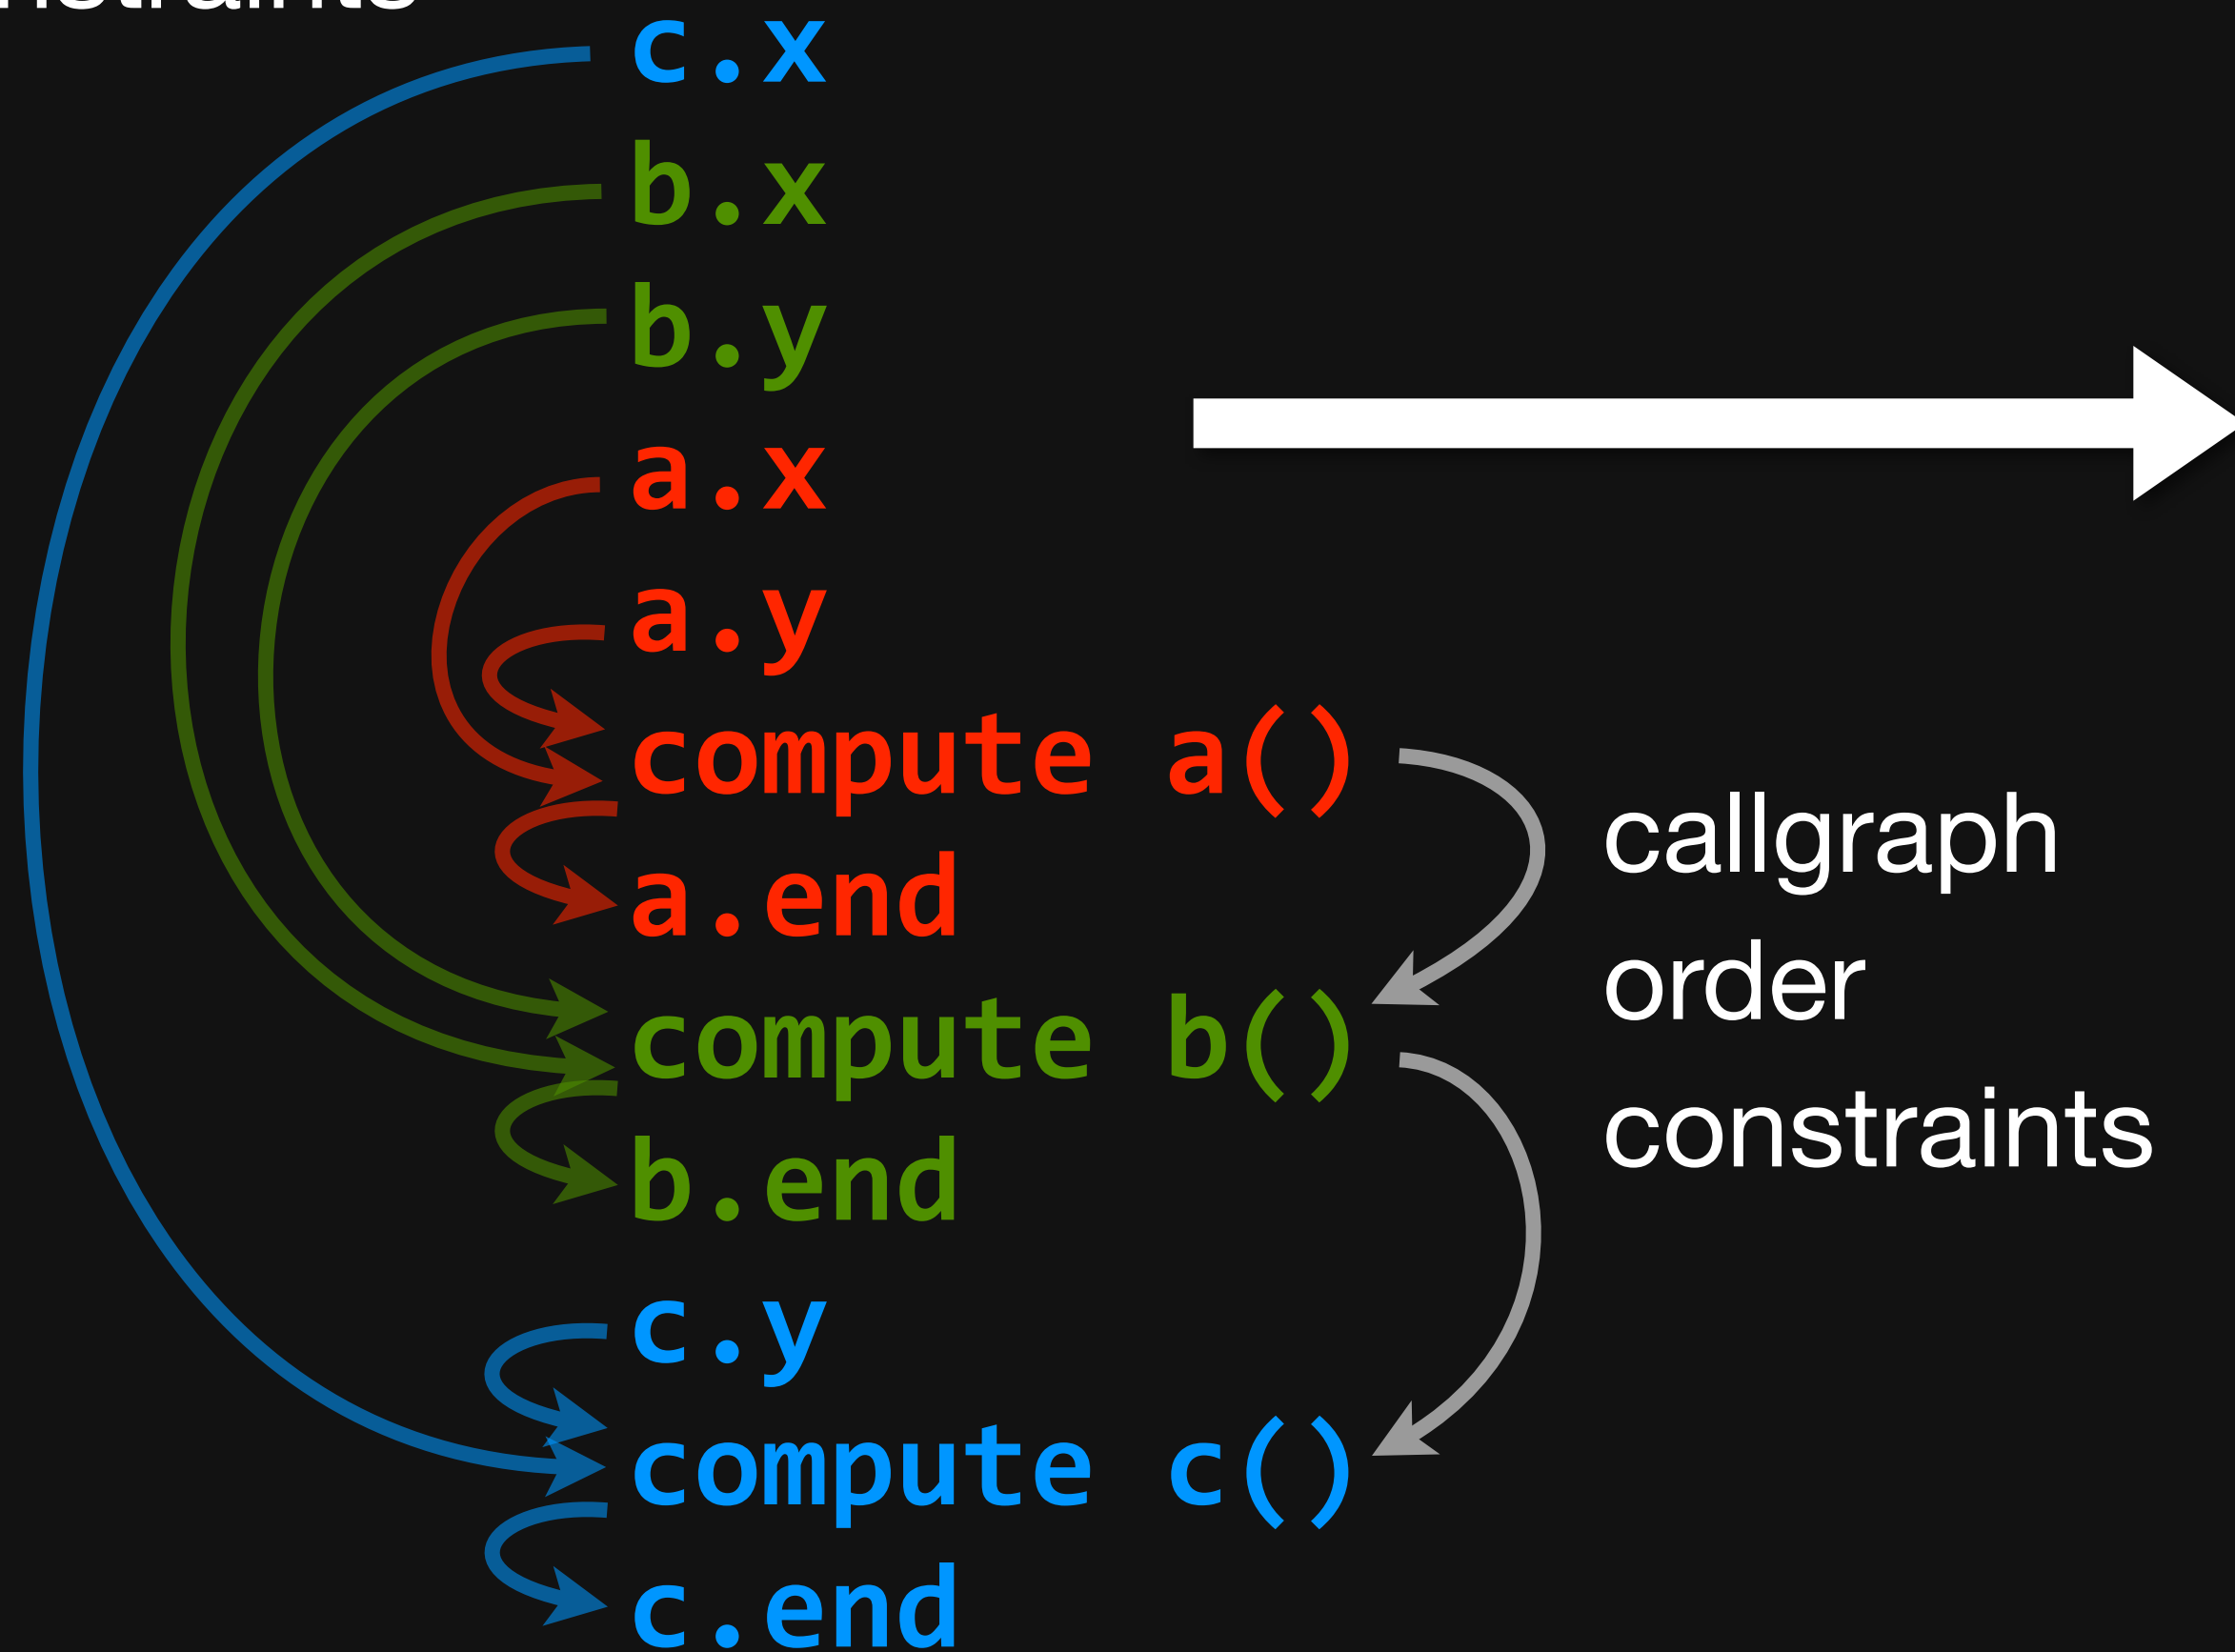 c.x
b.x
b.y
a.x
a.y
compute a()
a.end
compute b()
b.end
c.y
compute c()
c.end
callgraph
order
constraints